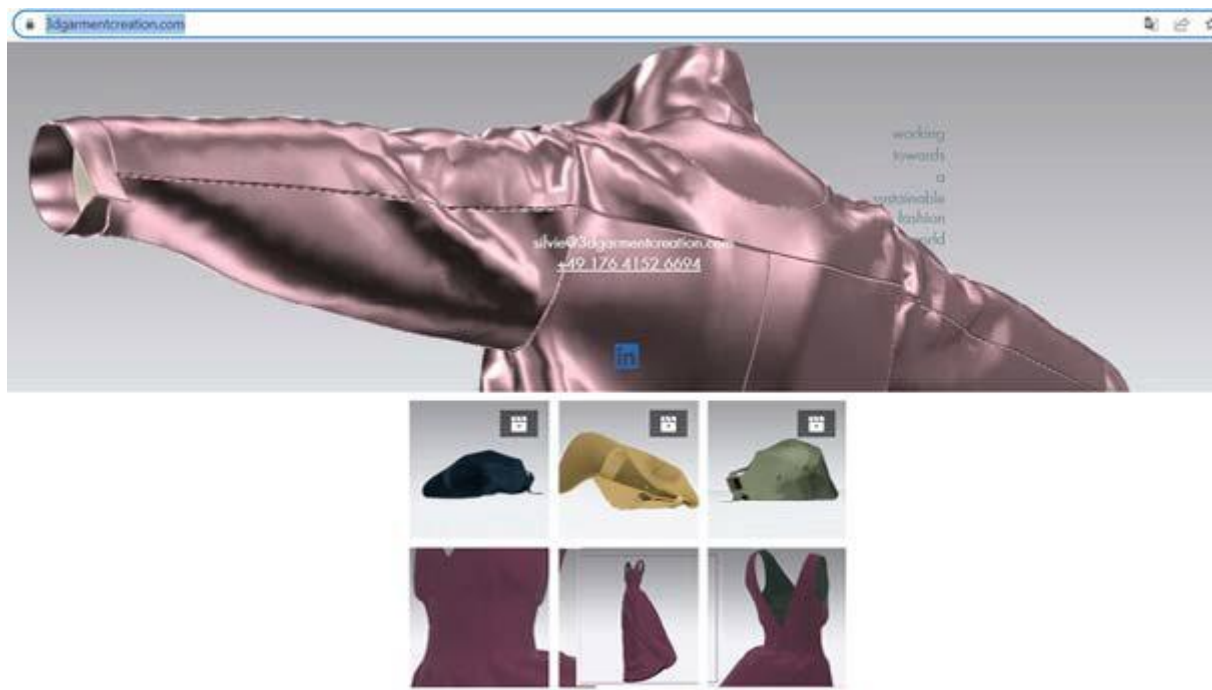 3dgarmentcreation.com
working
towards
a
sustainable
fashion
world
silvie@3dgarmentcreation.com
+49 176 4152 6694
in